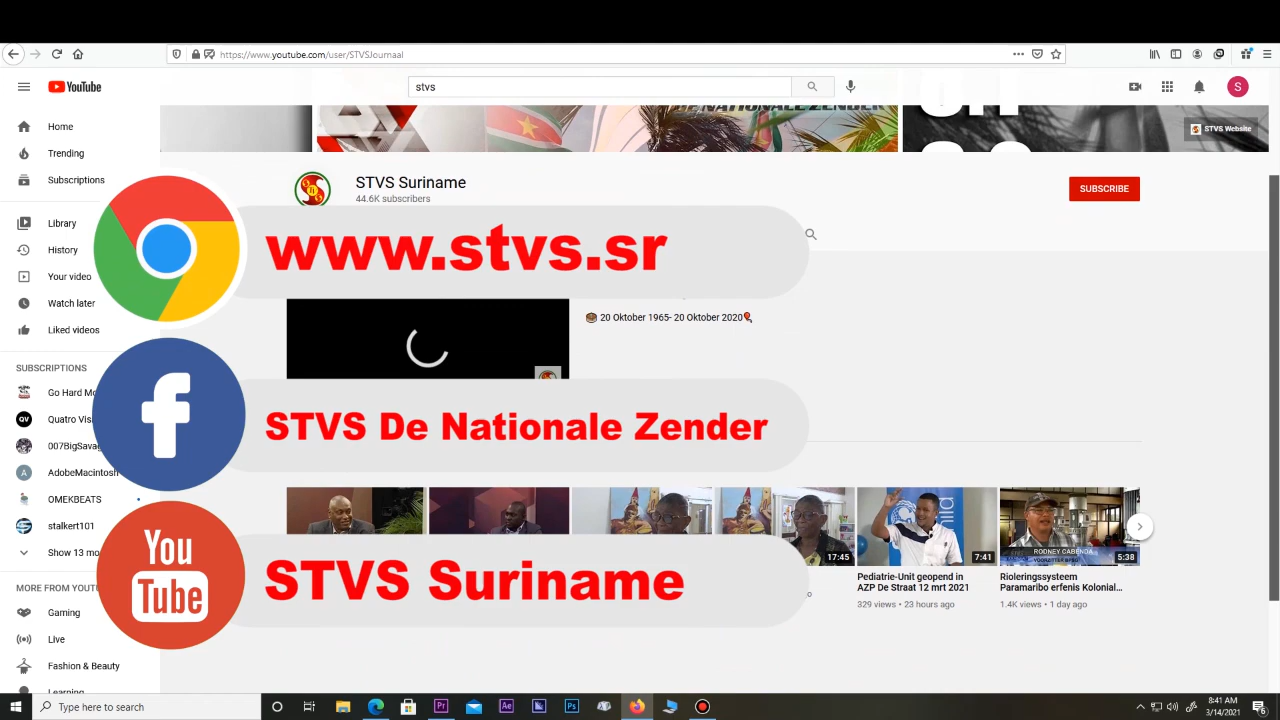 https://www.youtube.com/user/STVSJournaal
YouTube
stvs
S
Home
DE NATIONALE ZENDER
STVS Website
Trending
Subscriptions
STVS Suriname
SUBSCRIBE
44.6K subscribers
Library
History
www.stvs.sr
Your video
Watch later
20 Oktober 1965- 20 Oktober 2020
Liked videos
SUBSCRIPTIONS
Go Hard
Quatro
007BigSavag
AdobeMacintosh
STVS De Nationale Zender
OMEKBEATS
stalkert101
Show 13
You
Tube
17:45
7:41
RODNEY CABENDA
5:38
STVS Suriname
Pediatrie-Unit geopend in
AZP De Straat 12 mrt 2021
329 views • 23 hours ago
Rioleringssysteem
Paramaribo erfenis Kolonial...
1.4K views • 1 day ago
MORE FROM YOUT
Gaming
Live
Fashion & Beauty
Learning
Type here to search
8:41 AM
3/14/2021